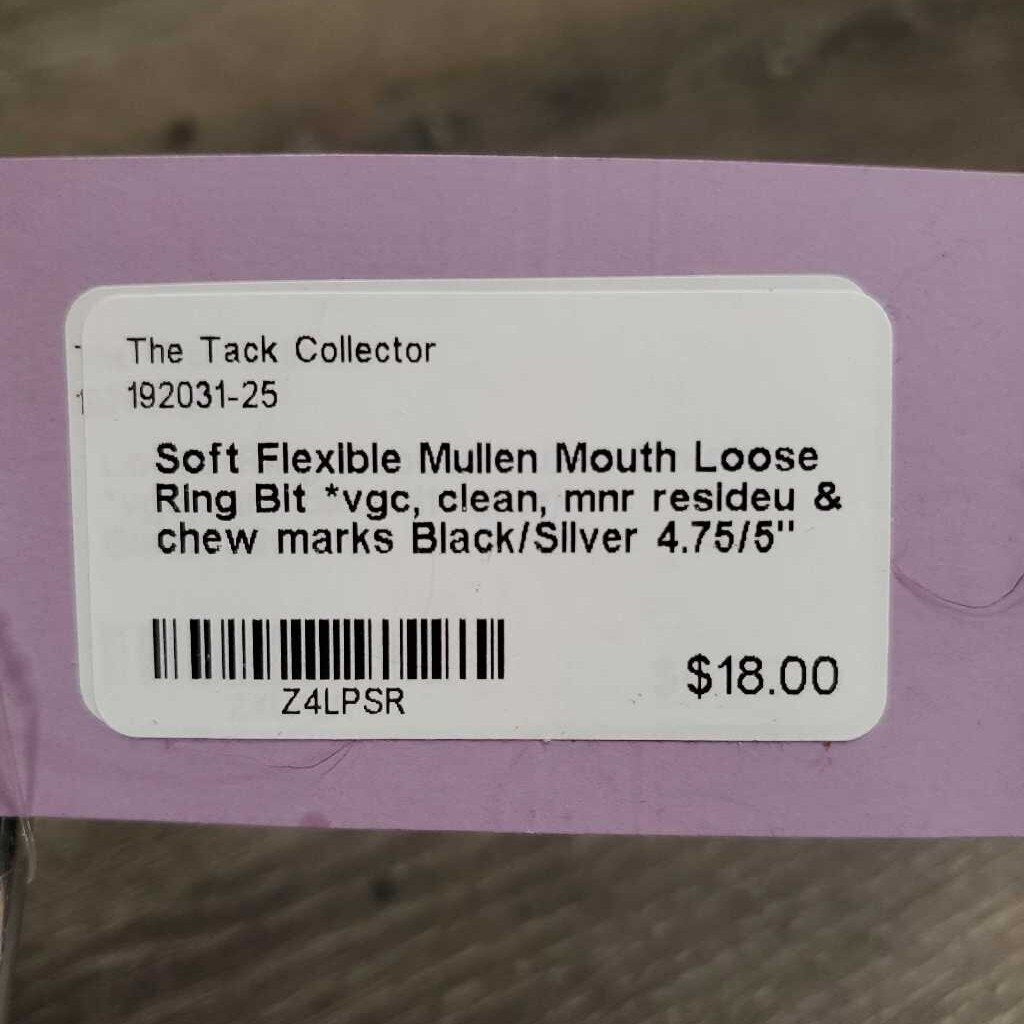 The Tack Collector
192031-25
Soft Flexible Mullen Mouth Loose
Ring Bit *vgc, clean, mnr resideu &
chew marks Black/Silver 4.75/5"
Z4LPSR
$18.00